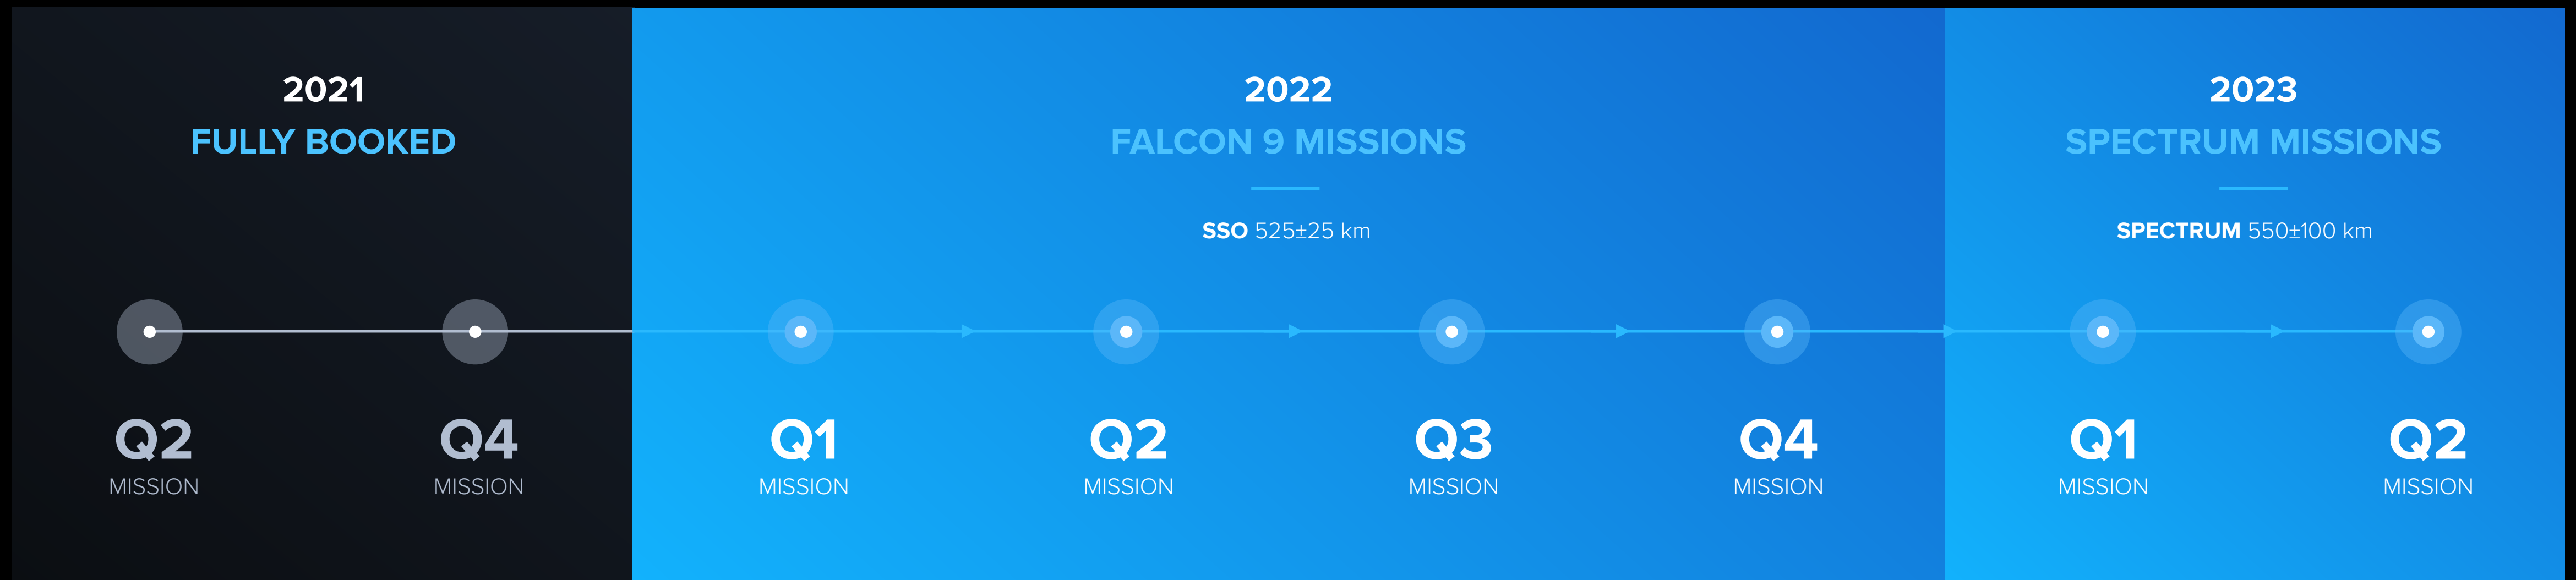 2021
FULLY BOOKED
Q2
MISSION
Q4
MISSION
2022
FALCON 9 MISSIONS
SSO 525±25 km
Q1
MISSION
Q2
MISSION
Q3
MISSION
Q4
MISSION
2023
SPECTRUM MISSIONS
SPECTRUM 550±100 km
Q1
MISSION
Q2
MISSION